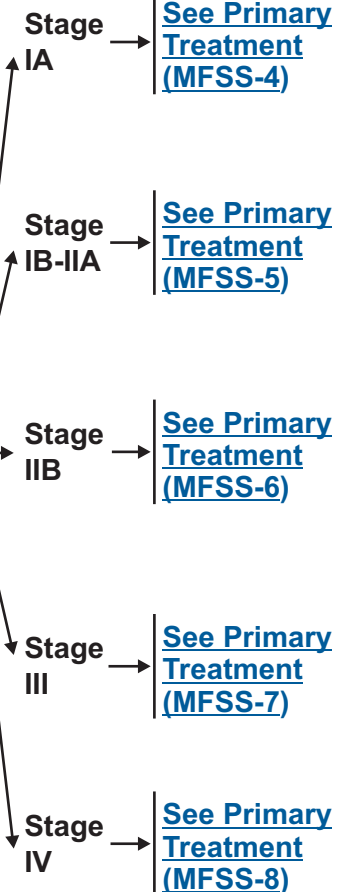 Stage
IA
See Primary
Treatment
(MFSS-4)
Stage
IB-IIA
See Primary
Treatment
(MFSS-5)
Stage
IIB
See Primary
Treatment
(MFSS-6)
Stage
III
See Primary
Treatment
(MFSS-7)
Stage
IV
See Primary
Treatment
(MFSS-8)